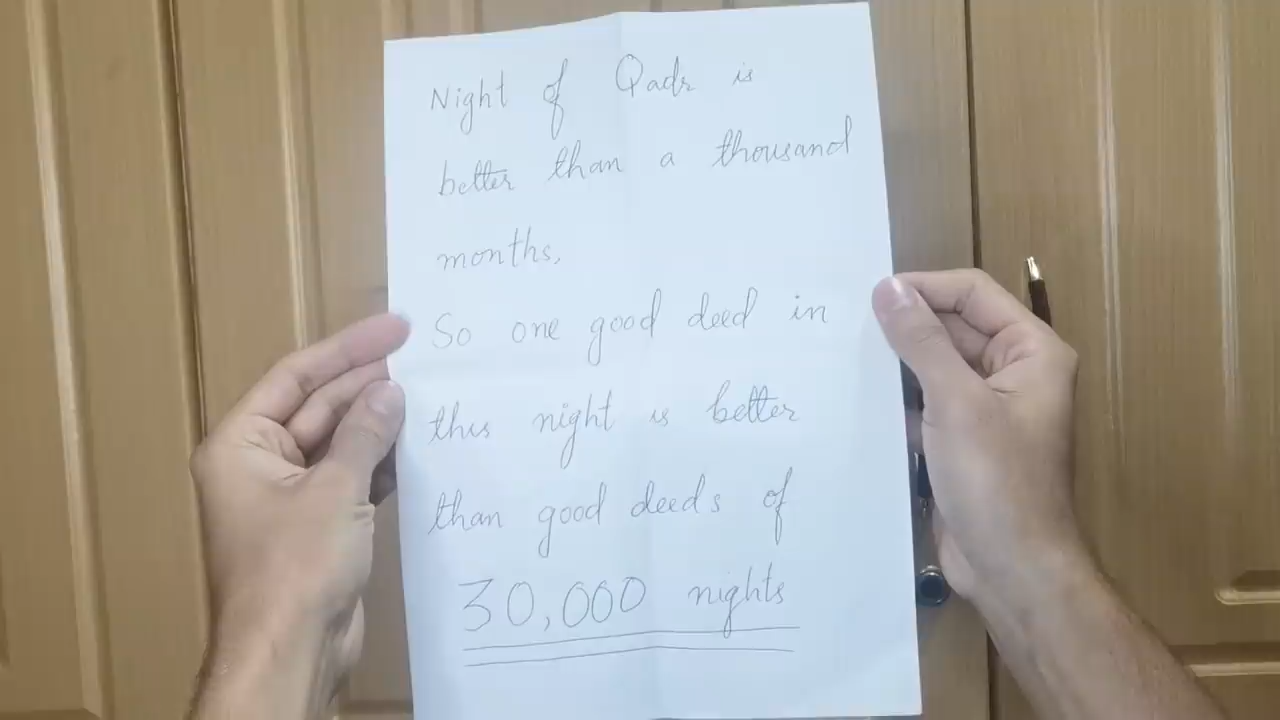 Night of Qadr is
better than a thousand
months,
So one good deed in
this night is better
than good deeds of
30,000 nights